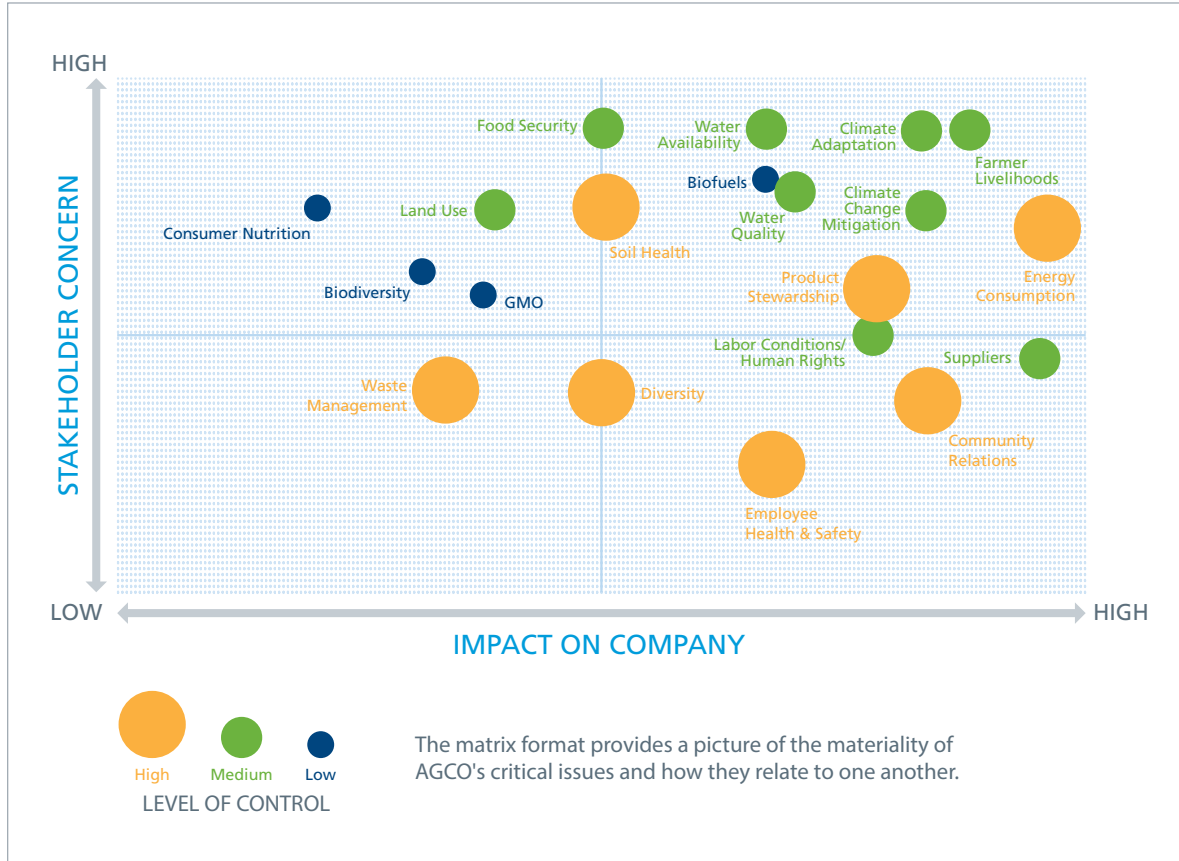 HIGH
STAKEHOLDER CONCERN
Food Security
Water
Availability
Climate
Adaptation
Farmer
Livelihoods
Biofuels
Consumer Nutrition
Land Use
Water
Quality
Climate
Change
Mitigation
Soil Health
Product
Stewardship
Energy
Consumption
Biodiversity
GMO
Labor Conditions/
Human Rights
Suppliers
Waste
Management
Diversity
Community
Relations
Employee
Health & Safety
LOW
HIGH
IMPACT ON COMPANY
High
Medium
Low
LEVEL OF CONTROL
The matrix format provides a picture of the materiality of
AGCO's critical issues and how they relate to one another.